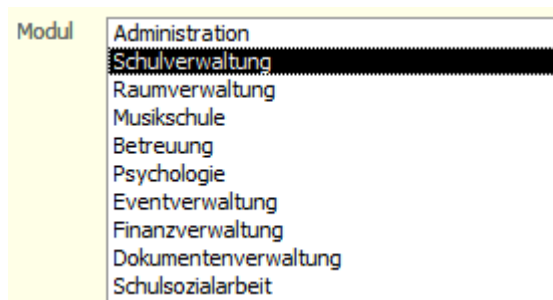 Modul
Administration
Schulverwaltung
Raumverwaltung
Musikschule
Betreuung
Psychologie
Eventverwaltung
Finanzverwaltung
Dokumentenverwaltung
Schulsozialarbeit